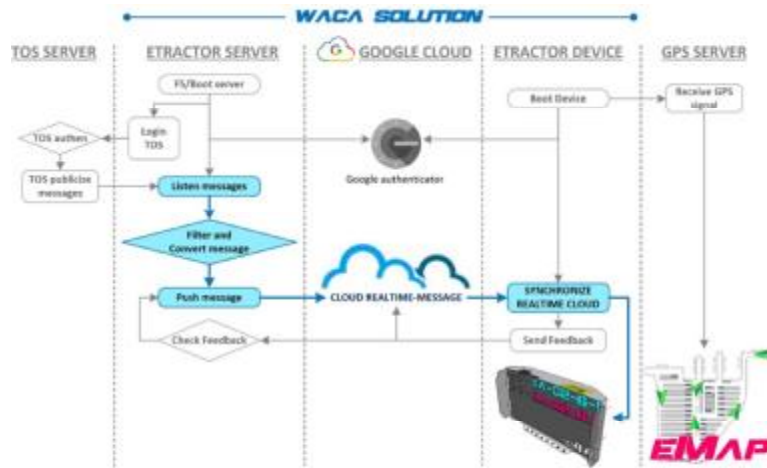 WACA SOLUTION
TOS SERVER
ETRACTOR SERVER
GOOGLE CLOUD
ETRACTOR DEVICE
GPS SERVER
F5/Boot server
Boot Device
Receive GPS
signal
Login
TOS
TOS authen
Google authenticator
TOS publicize
messages
Listen messages
Filter and
Convert message
Push message
CLOUD REALTIME-MESSAGE
SYNCHRONIZE
REALTIME CLOUD
Check Feedback
Send Feedback
eMAP